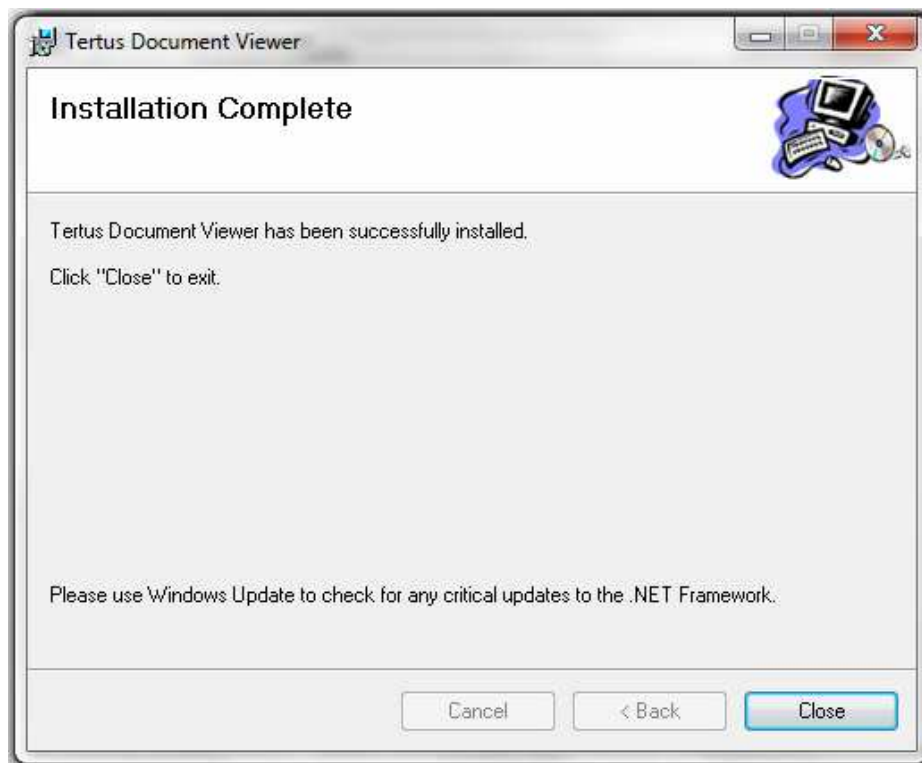 Tertus Document Viewer
Installation Complete
Tertus Document Viewer has been successfully installed.
Click "Close" to exit.
Please use Windows Update to check for any critical updates to the .NET Framework.
Cancel
< Back
Close